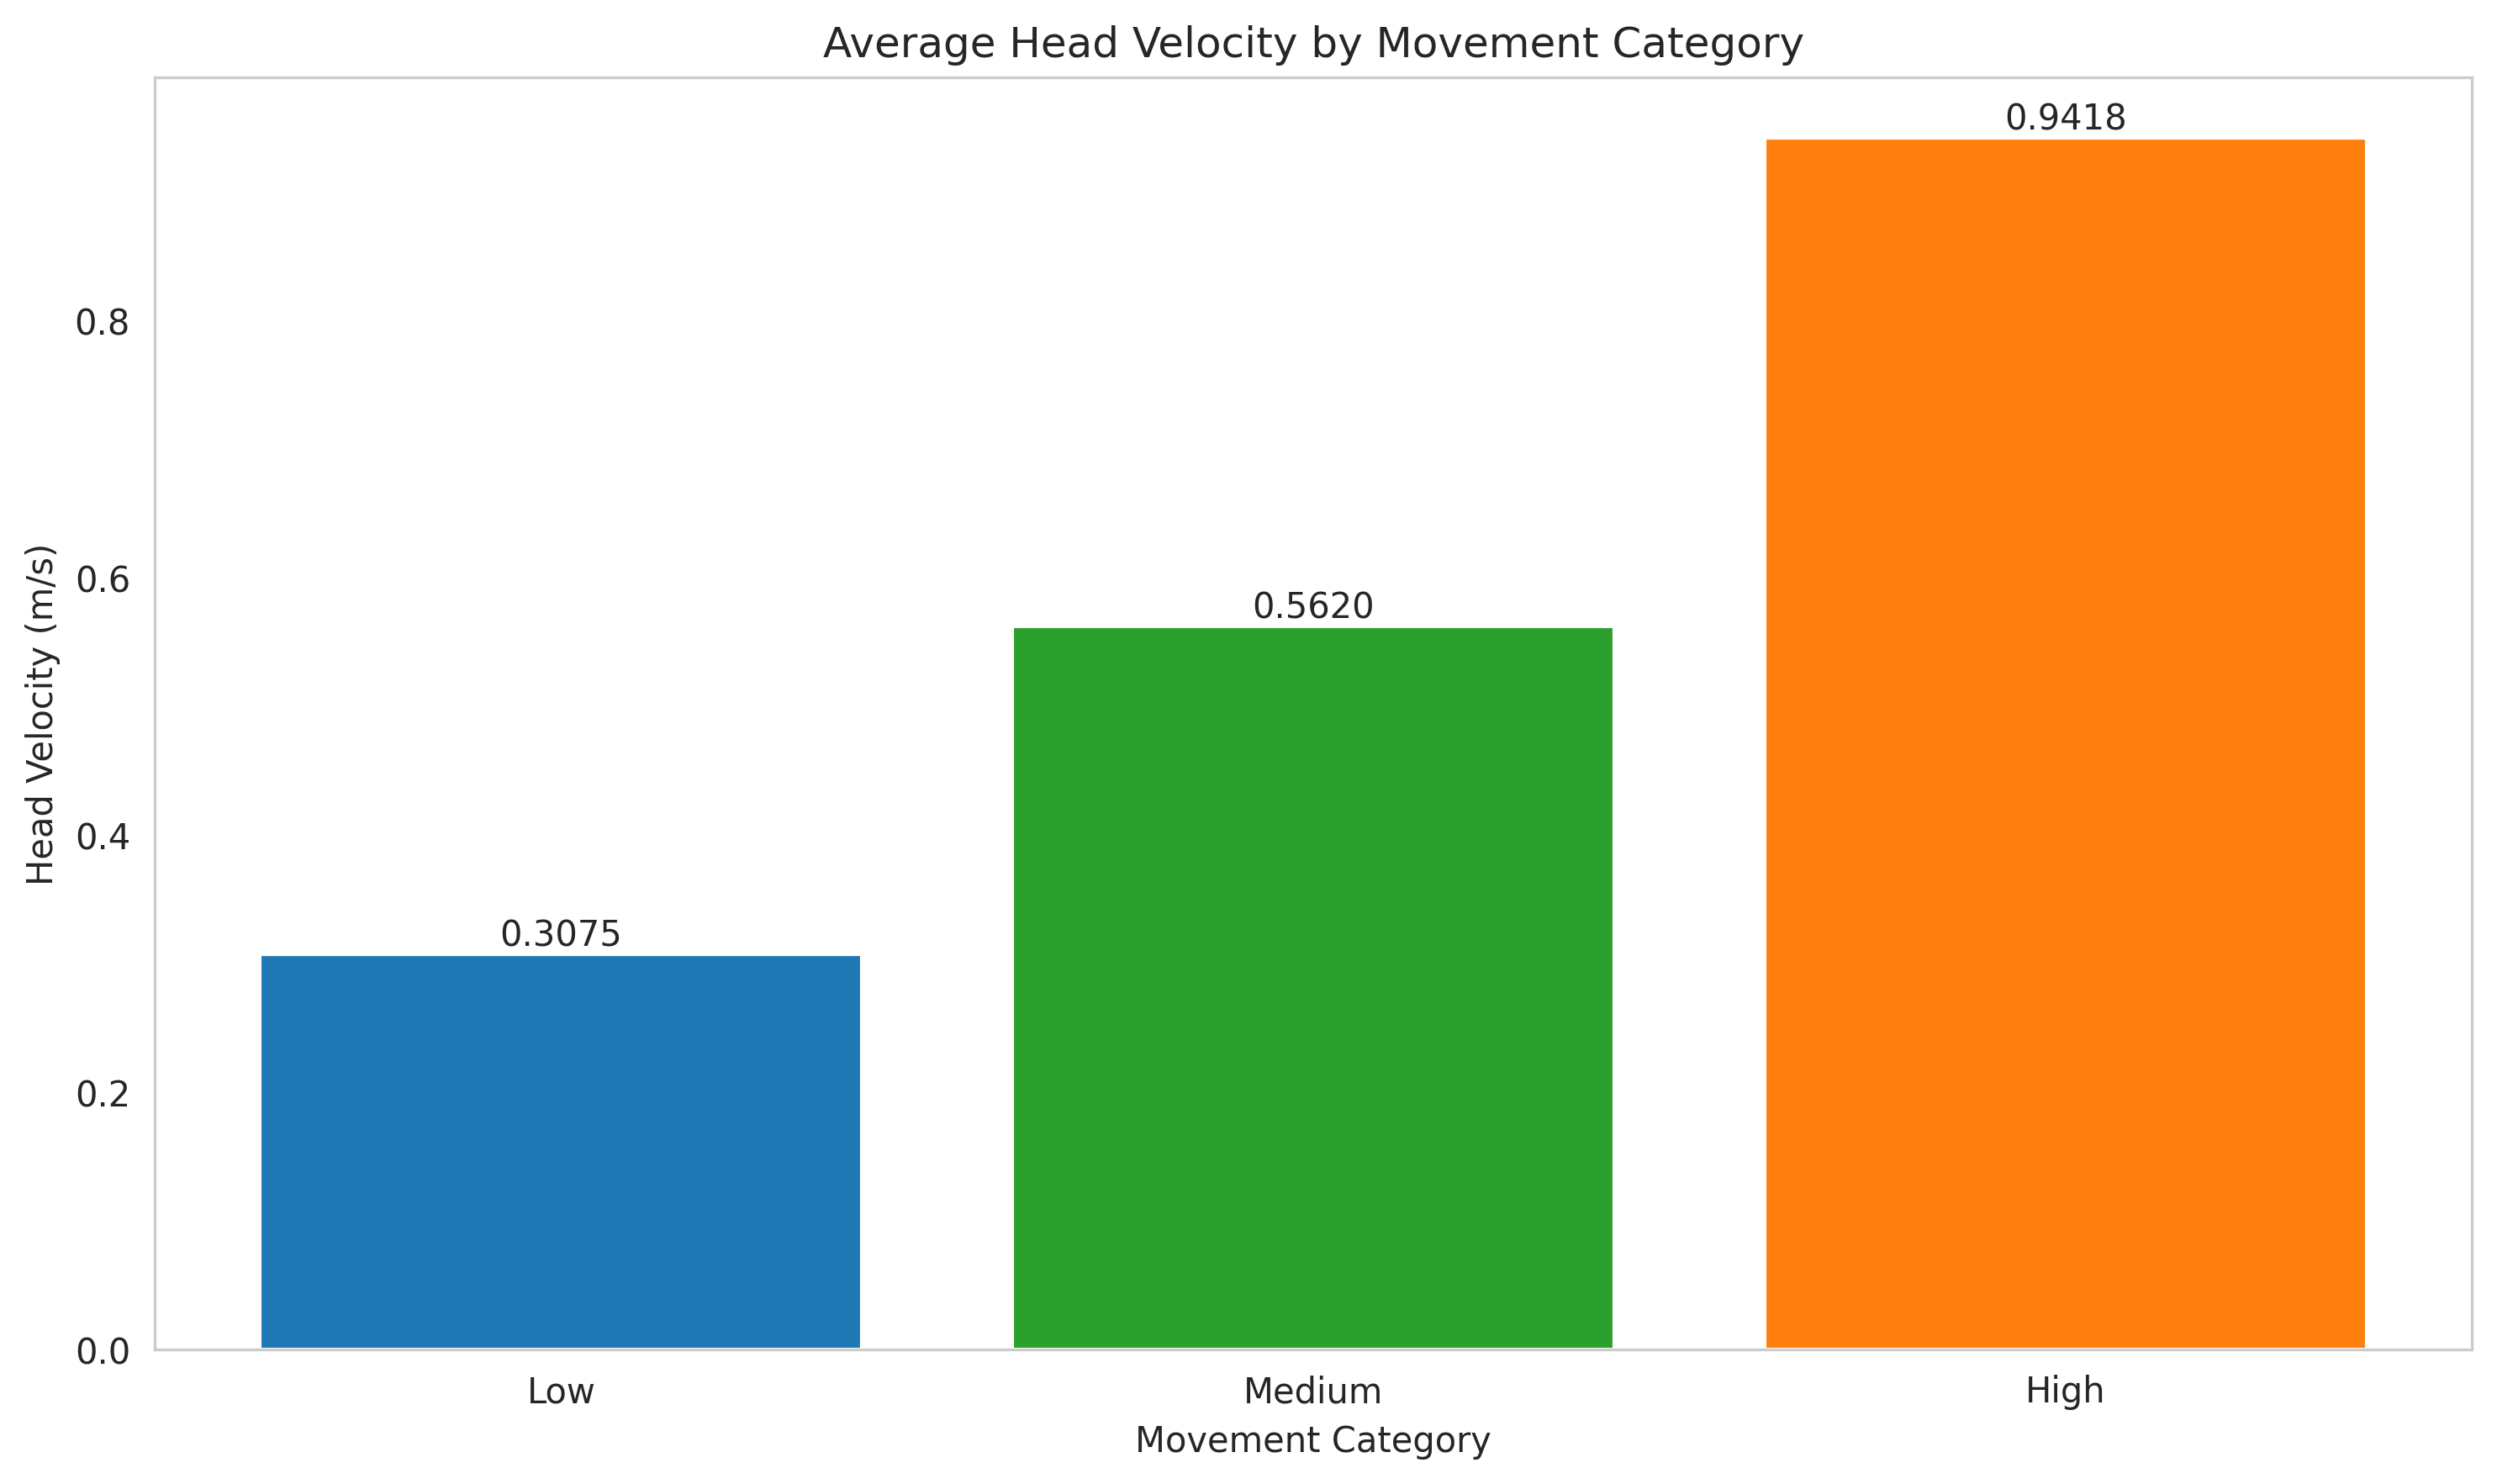 Average Head Velocity by Movement Category
0.9418
0.8
0.6
0.5620
Head Velocity (m/s)
0.4
0.3075
0.2
0.0
Low
Medium
High
Movement Category